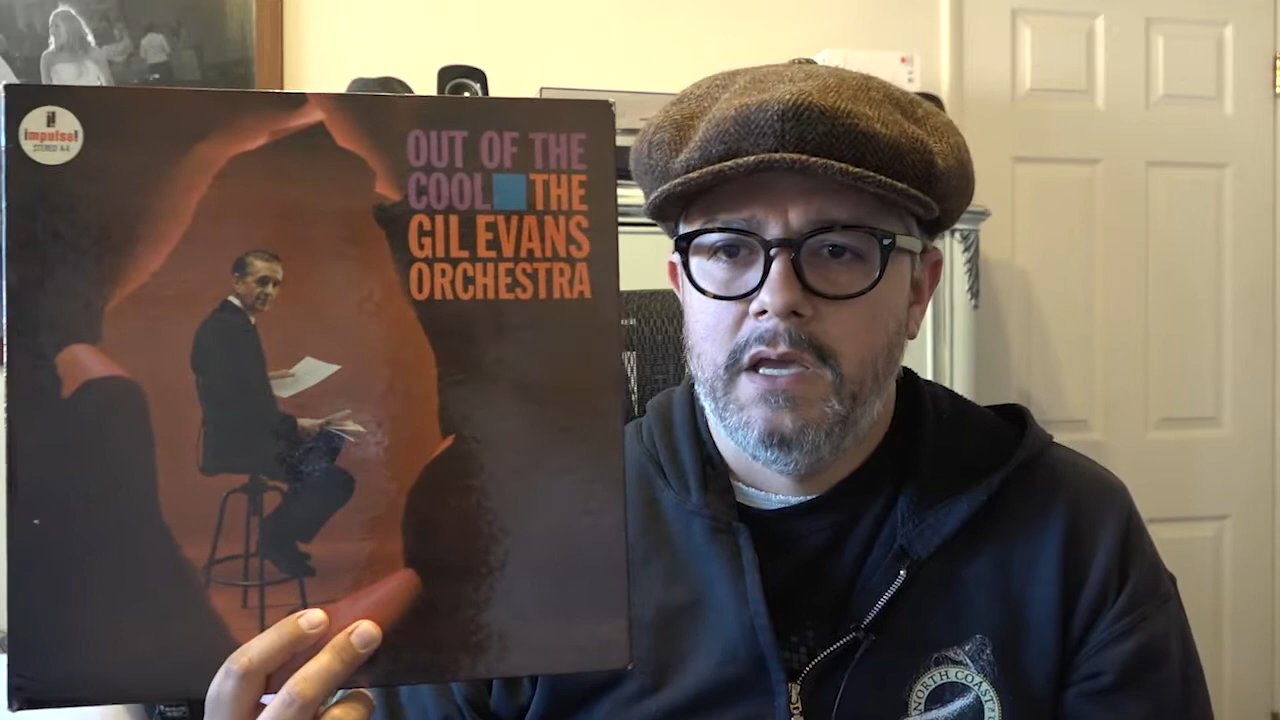 i!
impulse!
STEREO A-4
OUT OF THE
COOL THE
GIL EVANS
ORCHESTRA
NORTH COAST